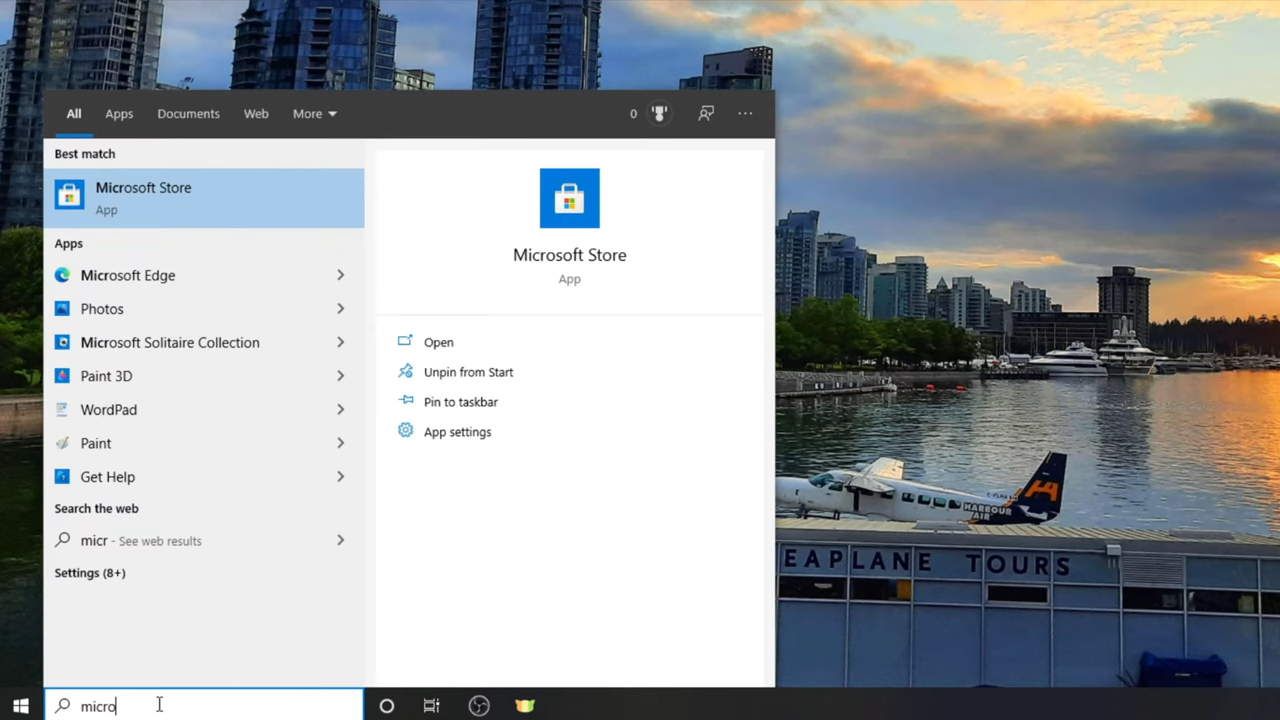 All Apps Documents Web More 0 ...
Best match
Microsoft Store
App
Apps
Microsoft Edge
Photos
Microsoft Solitaire Collection
Paint 3D
WordPad
Paint
Get Help
Search the web
micr - See web results
Settings (8+)
Microsoft Store
App
Open
Unpin from Start
Pin to taskbar
App settings
HARBOUR
AIR
EAPLANE TOURS
micro